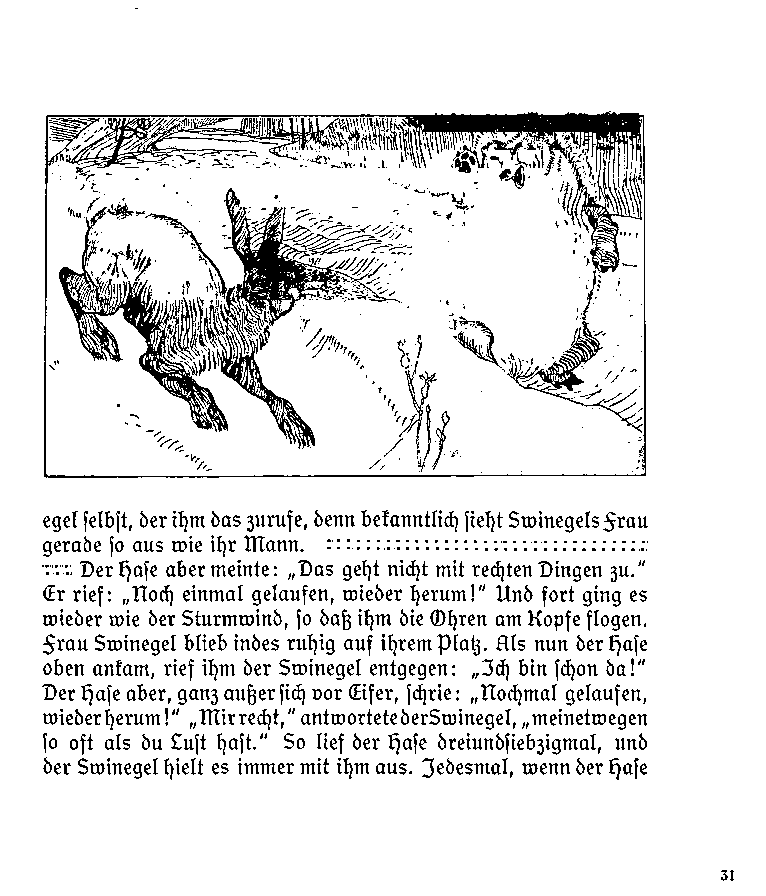 egel selbst, der ihm das zurufe, denn bekanntlich sieht Swinegels Frau
gerade so aus wie ihr Mann.
Der Hase aber meinte: „Das geht nicht mit rechten Dingen zu."
Er rief: „Noch einmal gelaufen, wieder herum!" Und fort ging es
wieder wie der Sturmwind, so daß ihm die Ohren am Kopfe flogen.
Frau Swinegel blieb indes ruhig auf ihrem Platz. Als nun der Hase
oben ankam, rief ihm der Swinegel entgegen: „Ich bin schon da!"
Der Hase aber, ganz außer sich vor Eifer, schrie: „Nochmal gelaufen,
wieder herum!" „Mir recht," antwortete der Swinegel, „meinetwegen
so oft als du Lust hast." So lief der Hase dreiundsiebzigmal, und
der Swinegel hielt es immer mit ihm aus. Jedesmal, wenn der Hase
31